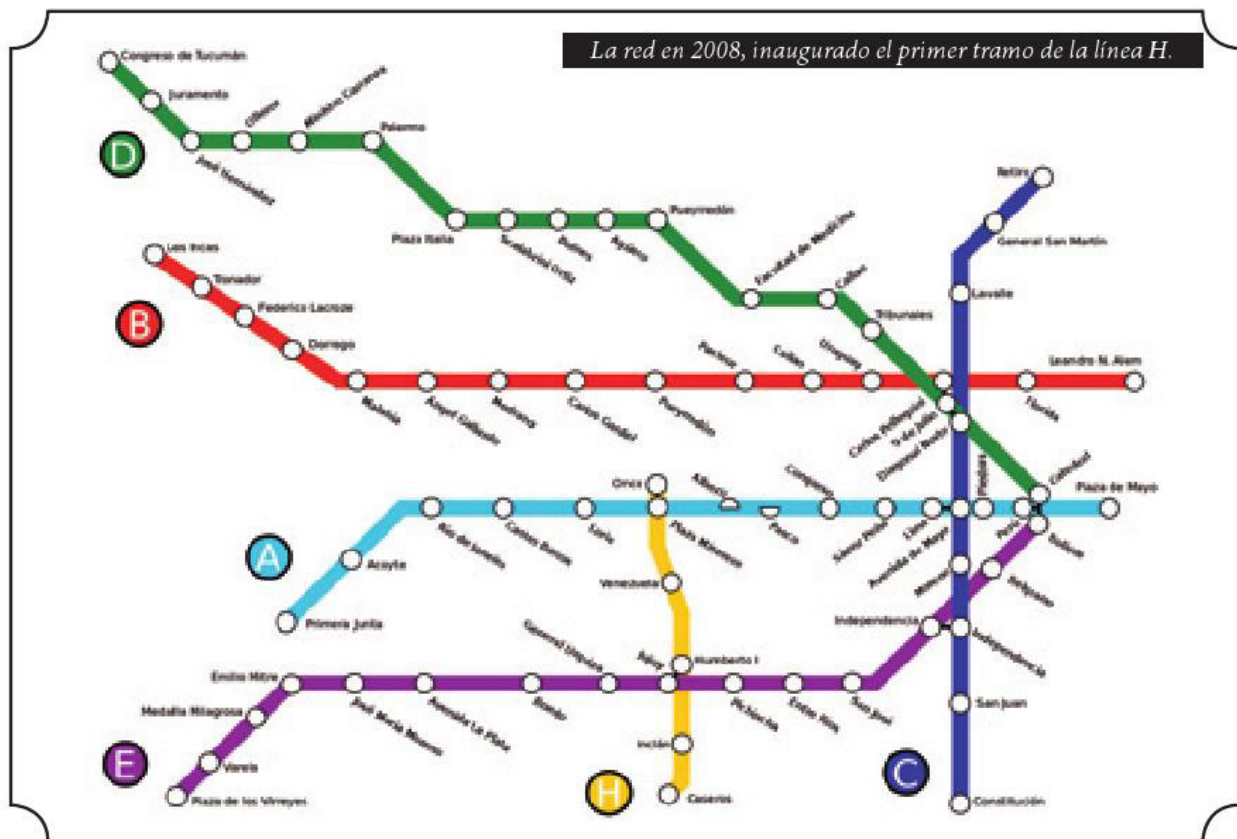 La red en 2008, inaugurado el primer tramo de la línea H.
Congreso de Tucumán
Juramento
José Hernández
Olleros
Ministro Carranza
Palermo
Plaza Italia
Scalabrini Ortiz
Bulnes
Agüero
Pueyrredón
Facultad de Medicina
Callao
Tribunales
D
Retiro
General San Martín
Lavalle
Los Incas
Tronador
Federico Lacroze
Dorrego
B
Malabia
Angel Gallardo
Medrano
Carlos Gardel
Pueyrredón
Pasteur
Callao
Uruguay
Carlos Pellegrini
9 de Julio
Diagonal Norte
Florida
Leandro N. Alem
Once
Alberti
Pasco
Congreso
Sáenz Peña
Lima
Avenida de Mayo
Piedras
Perú
Catedral
Plaza de Mayo
Bolívar
Río de Janeiro
Castro Barros
Loria
Plaza Miserere
A
Acoyte
Primera Junta
Venezuela
Moreno
Belgrano
Independencia
Independencia
General Urquiza
Jujuy
Humberto I
Emilio Mitre
José María Moreno
Avenida La Plata
Boedo
Pichincha
Entre Ríos
San José
San Juan
Medalla Milagrosa
Varela
Plaza de los Virreyes
E
Inclán
Caseros
H
C
Constitución